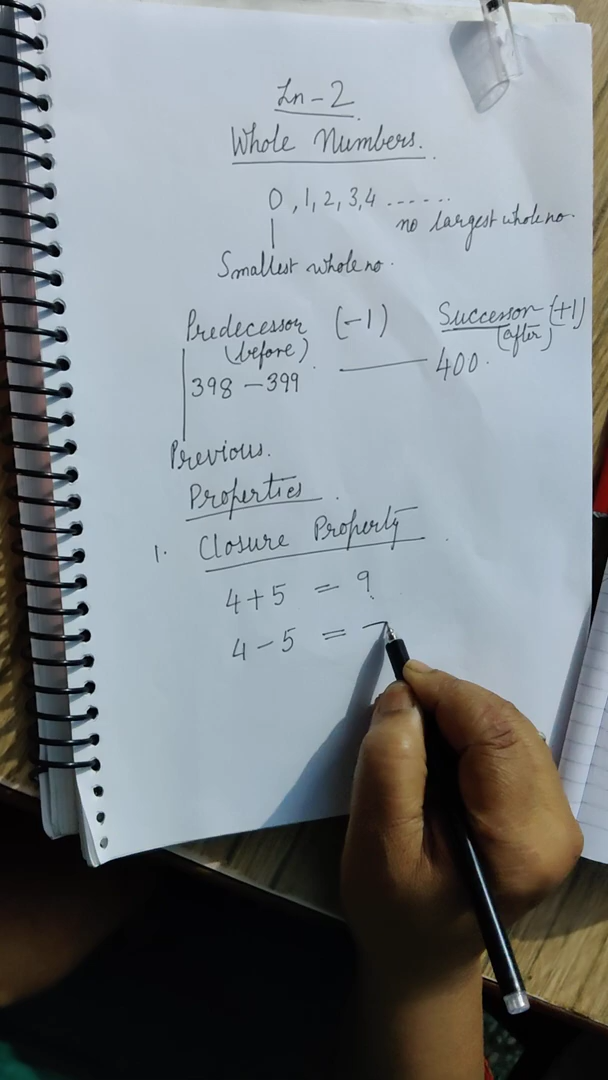 Ln-2
Whole Numbers.
0, 1, 2, 3, 4 ......
no largest whole no.
Smallest whole no.
Predecessor (-1) Successor (+1)
(before) (after)
398 - 399 —— 400.
Previous.
Properties.
1. Closure Property.
4 + 5 = 9
4 - 5 = -